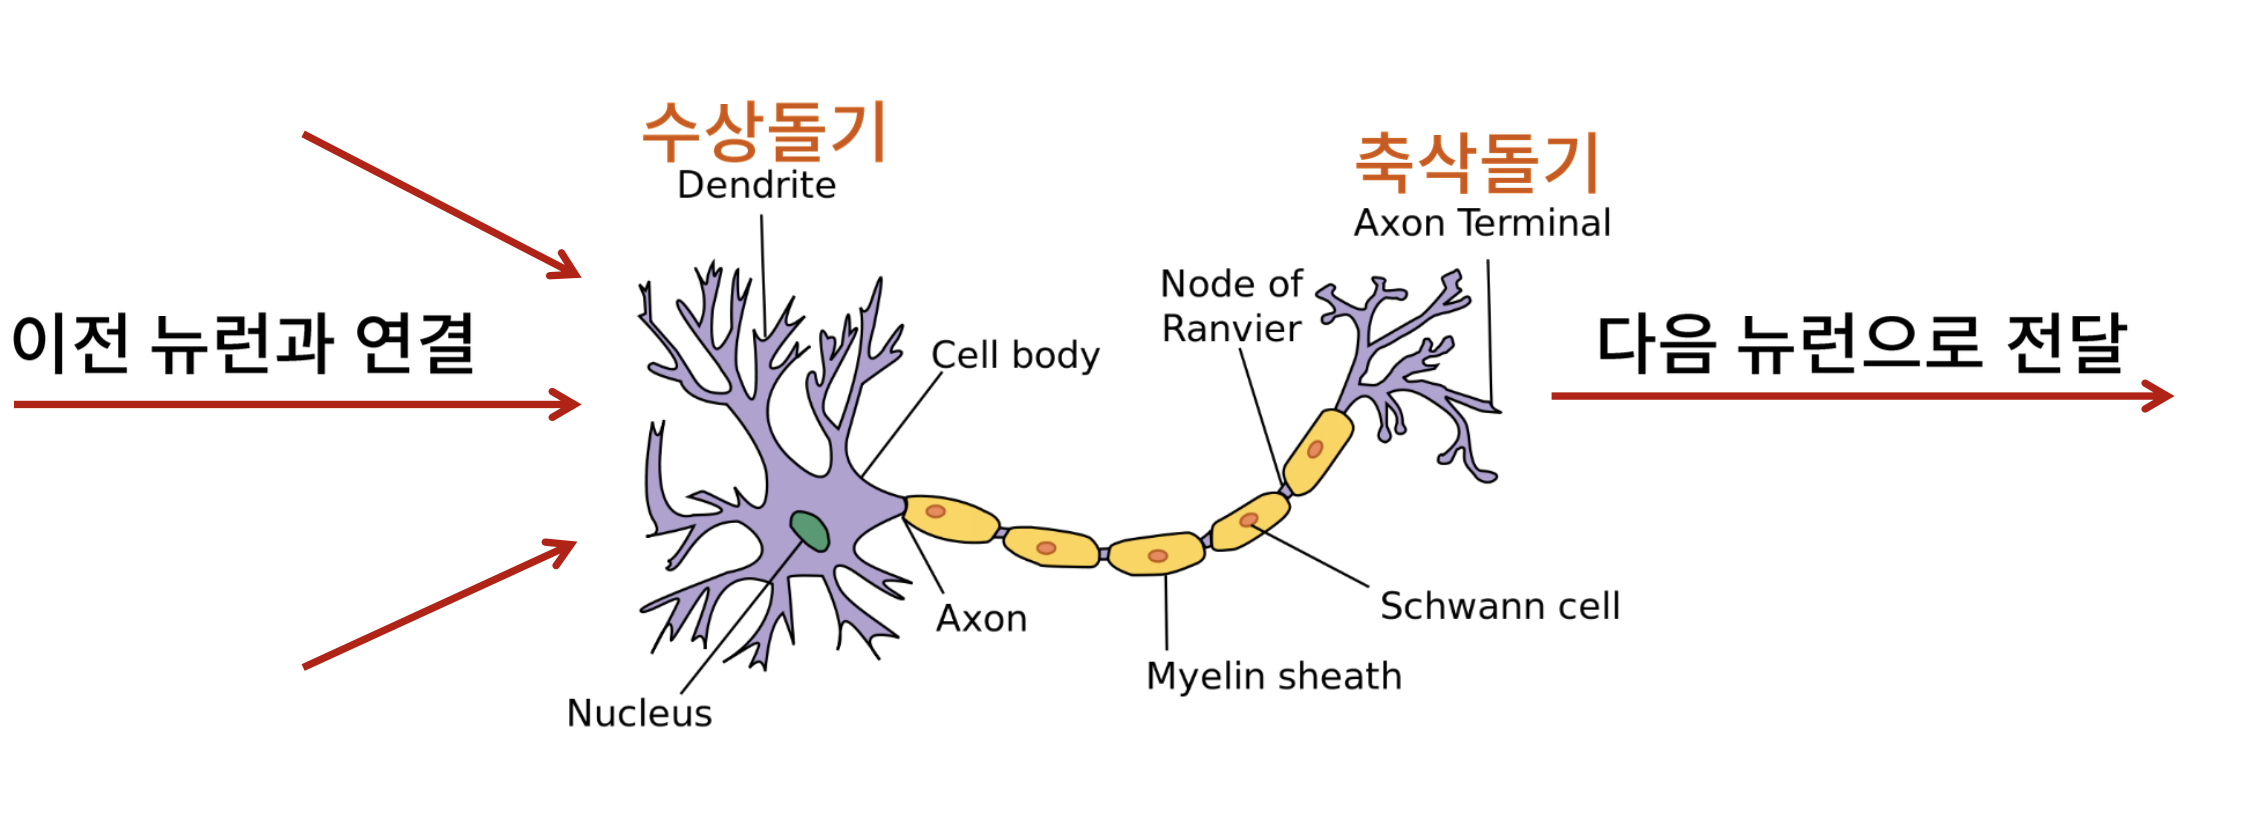 수상돌기
Dendrite
축삭돌기
Axon Terminal
Node of
Ranvier
이전 뉴런과 연결
Cell body
다음 뉴런으로 전달
Axon
Schwann cell
Myelin sheath
Nucleus